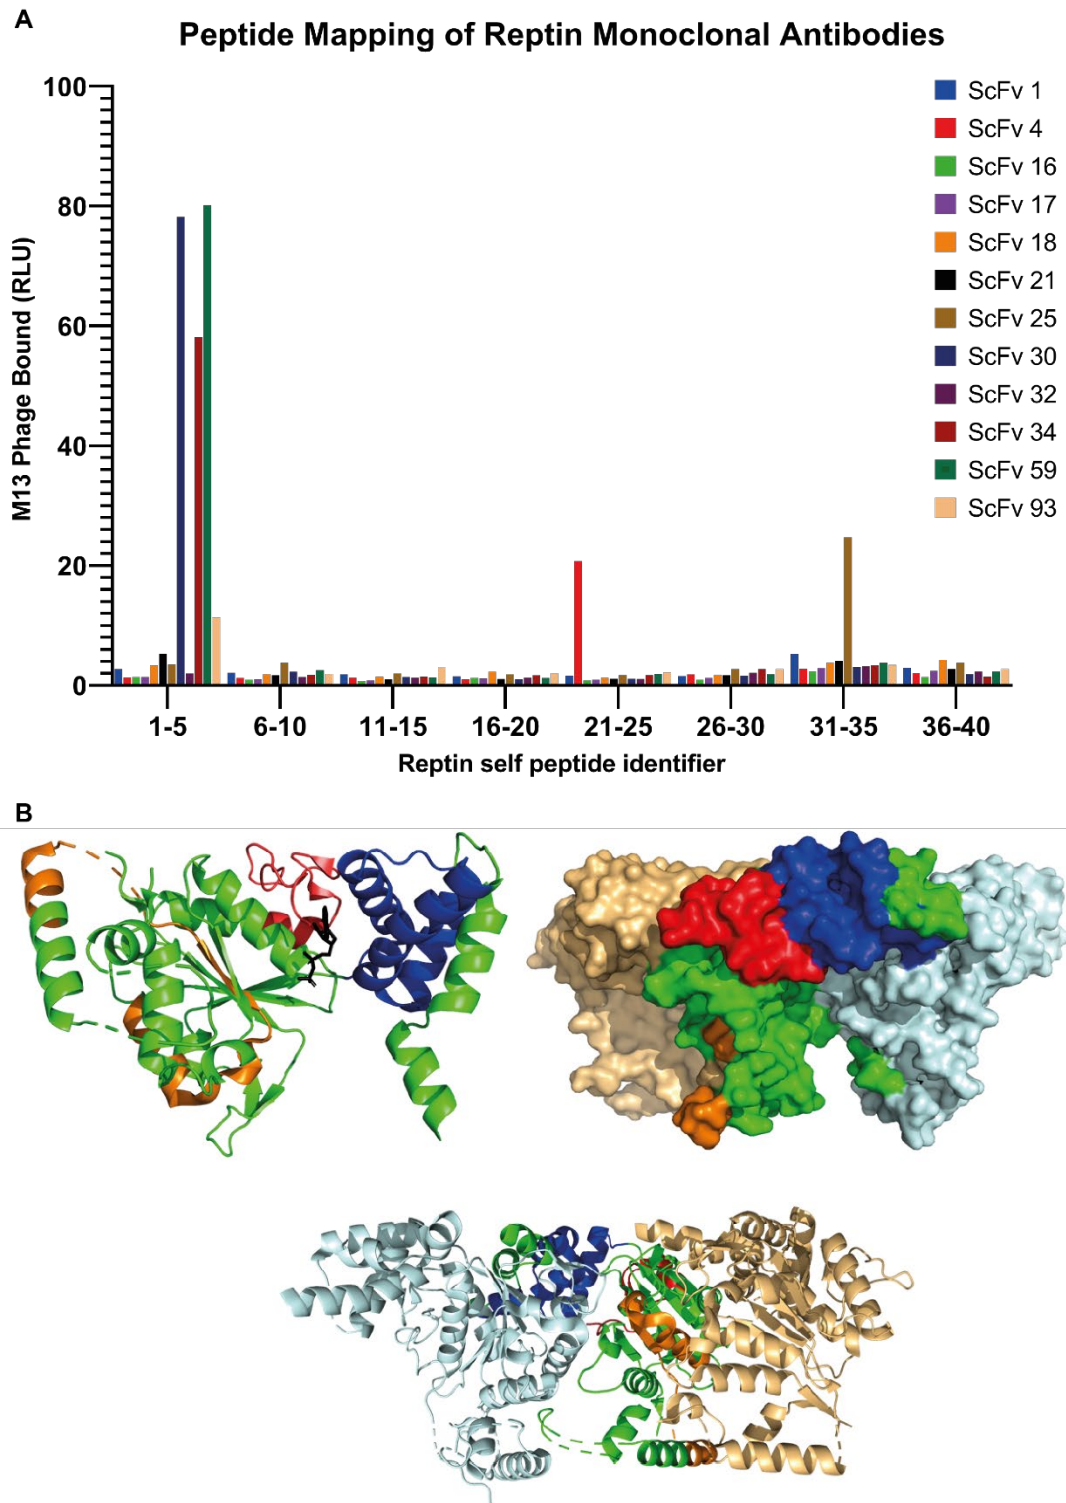 A
Peptide Mapping of Reptin Monoclonal Antibodies
M13 Phage Bound (RLU)
100
80
60
40
20
0
ScFv 1
ScFv 4
ScFv 16
ScFv 17
ScFv 18
ScFv 21
ScFv 25
ScFv 30
ScFv 32
ScFv 34
ScFv 59
ScFv 93
1-5 6-10 11-15 16-20 21-25 26-30 31-35 36-40
Reptin self peptide identifier
B